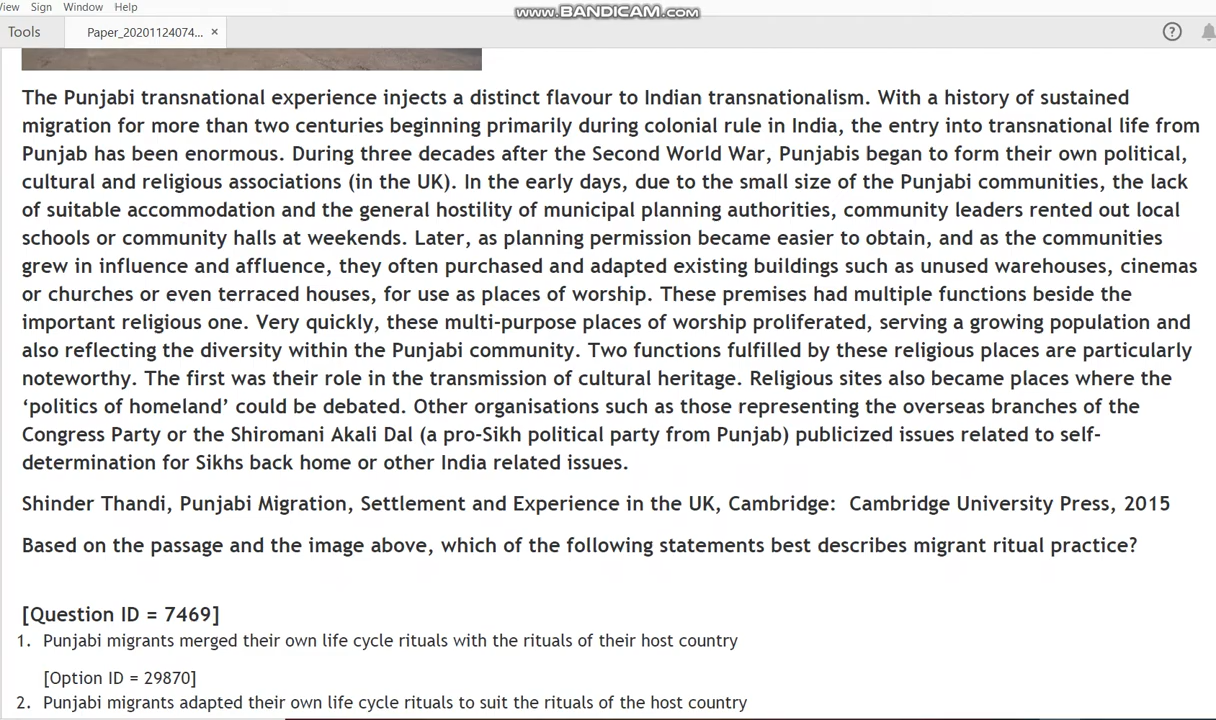 View Sign Window Help
www.BANDICAM.com
Tools Paper_20201124074... ×
The Punjabi transnational experience injects a distinct flavour to Indian transnationalism. With a history of sustained
migration for more than two centuries beginning primarily during colonial rule in India, the entry into transnational life from
Punjab has been enormous. During three decades after the Second World War, Punjabis began to form their own political,
cultural and religious associations (in the UK). In the early days, due to the small size of the Punjabi communities, the lack
of suitable accommodation and the general hostility of municipal planning authorities, community leaders rented out local
schools or community halls at weekends. Later, as planning permission became easier to obtain, and as the communities
grew in influence and affluence, they often purchased and adapted existing buildings such as unused warehouses, cinemas
or churches or even terraced houses, for use as places of worship. These premises had multiple functions beside the
important religious one. Very quickly, these multi-purpose places of worship proliferated, serving a growing population and
also reflecting the diversity within the Punjabi community. Two functions fulfilled by these religious places are particularly
noteworthy. The first was their role in the transmission of cultural heritage. Religious sites also became places where the
‘politics of homeland’ could be debated. Other organisations such as those representing the overseas branches of the
Congress Party or the Shiromani Akali Dal (a pro-Sikh political party from Punjab) publicized issues related to self-
determination for Sikhs back home or other India related issues.
Shinder Thandi, Punjabi Migration, Settlement and Experience in the UK, Cambridge: Cambridge University Press, 2015
Based on the passage and the image above, which of the following statements best describes migrant ritual practice?
[Question ID = 7469]
1. Punjabi migrants merged their own life cycle rituals with the rituals of their host country
[Option ID = 29870]
2. Punjabi migrants adapted their own life cycle rituals to suit the rituals of the host country